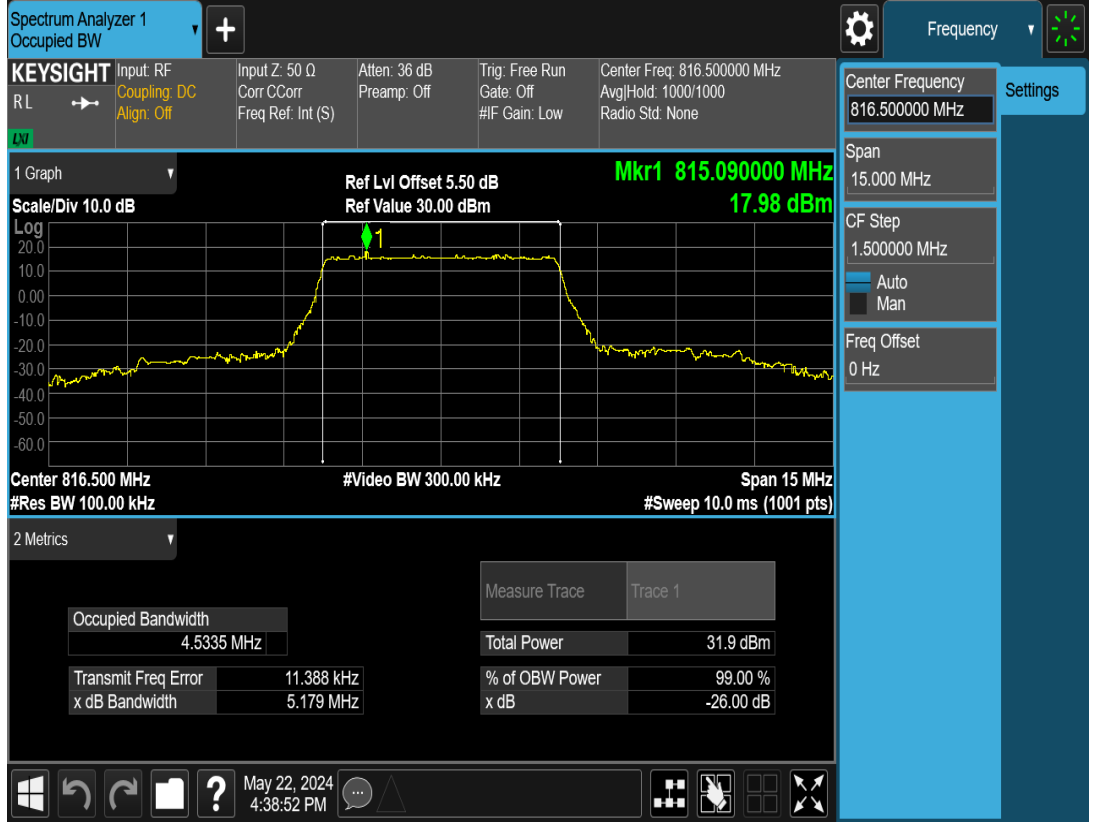 Spectrum Analyzer 1
Occupied BW
+
Frequency
KEYSIGHT
R L
LXI
Input: RF
Coupling: DC
Align: Off
Input Z: 50 Ω
Corr CCorr
Freq Ref: Int (S)
Atten: 36 dB
Preamp: Off
Trig: Free Run
Gate: Off
#IF Gain: Low
Center Freq: 816.500000 MHz
Avg|Hold: 1000/1000
Radio Std: None
Center Frequency
816.500000 MHz
Settings
Span
15.000 MHz
CF Step
1.500000 MHz
Auto
Man
Freq Offset
0 Hz
1 Graph
Ref Lvl Offset 5.50 dB
Mkr1 815.090000 MHz
Scale/Div 10.0 dB
Ref Value 30.00 dBm
17.98 dBm
Log
1
20.0
10.0
0.00
-10.0
-20.0
-30.0
-40.0
-50.0
-60.0
Center 816.500 MHz
#Video BW 300.00 kHz
Span 15 MHz
#Res BW 100.00 kHz
#Sweep 10.0 ms (1001 pts)
2 Metrics
Measure Trace
Trace 1
Occupied Bandwidth
4.5335 MHz
Total Power
31.9 dBm
Transmit Freq Error
11.388 kHz
% of OBW Power
99.00 %
x dB Bandwidth
5.179 MHz
x dB
-26.00 dB
?
May 22, 2024
4:38:52 PM